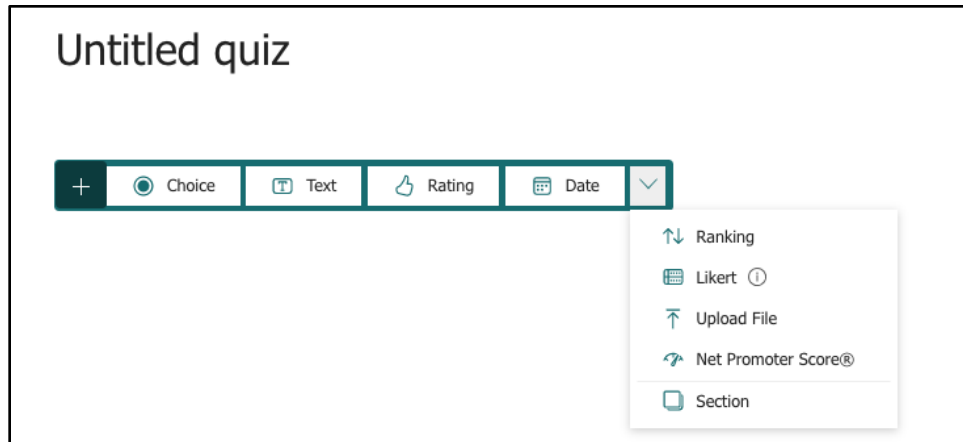 Untitled quiz
Choice Text Rating Date
Ranking
Likert
Upload File
Net Promoter Score®
Section